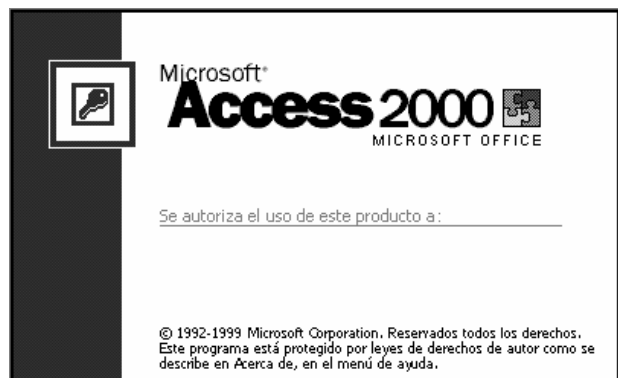 Microsoft®
Access 2000
MICROSOFT OFFICE
Se autoriza el uso de este producto a:
© 1992-1999 Microsoft Corporation. Reservados todos los derechos.
Este programa está protegido por leyes de derechos de autor como se
describe en Acerca de, en el menú de ayuda.